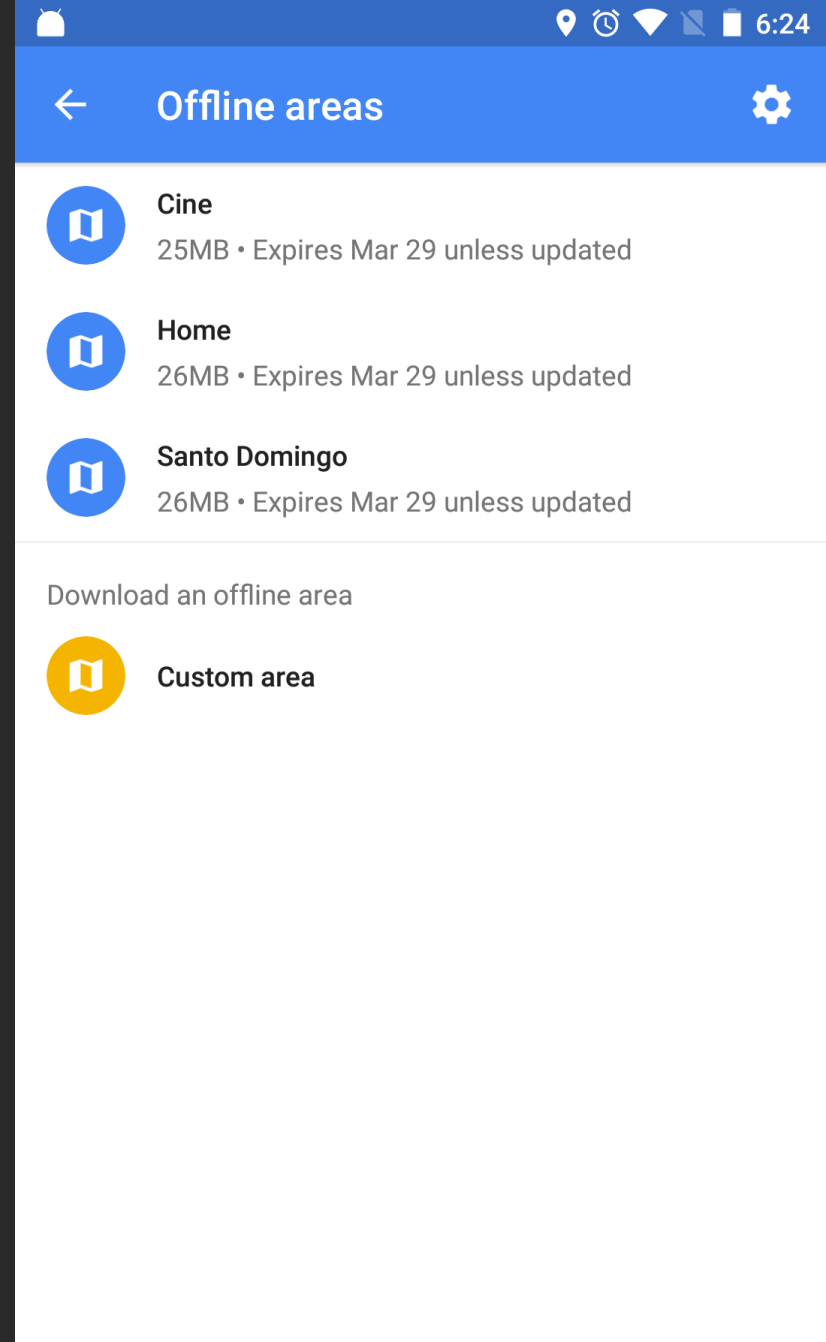 6:24
Offline areas
Cine
25MB • Expires Mar 29 unless updated
Home
26MB • Expires Mar 29 unless updated
Santo Domingo
26MB • Expires Mar 29 unless updated
Download an offline area
Custom area